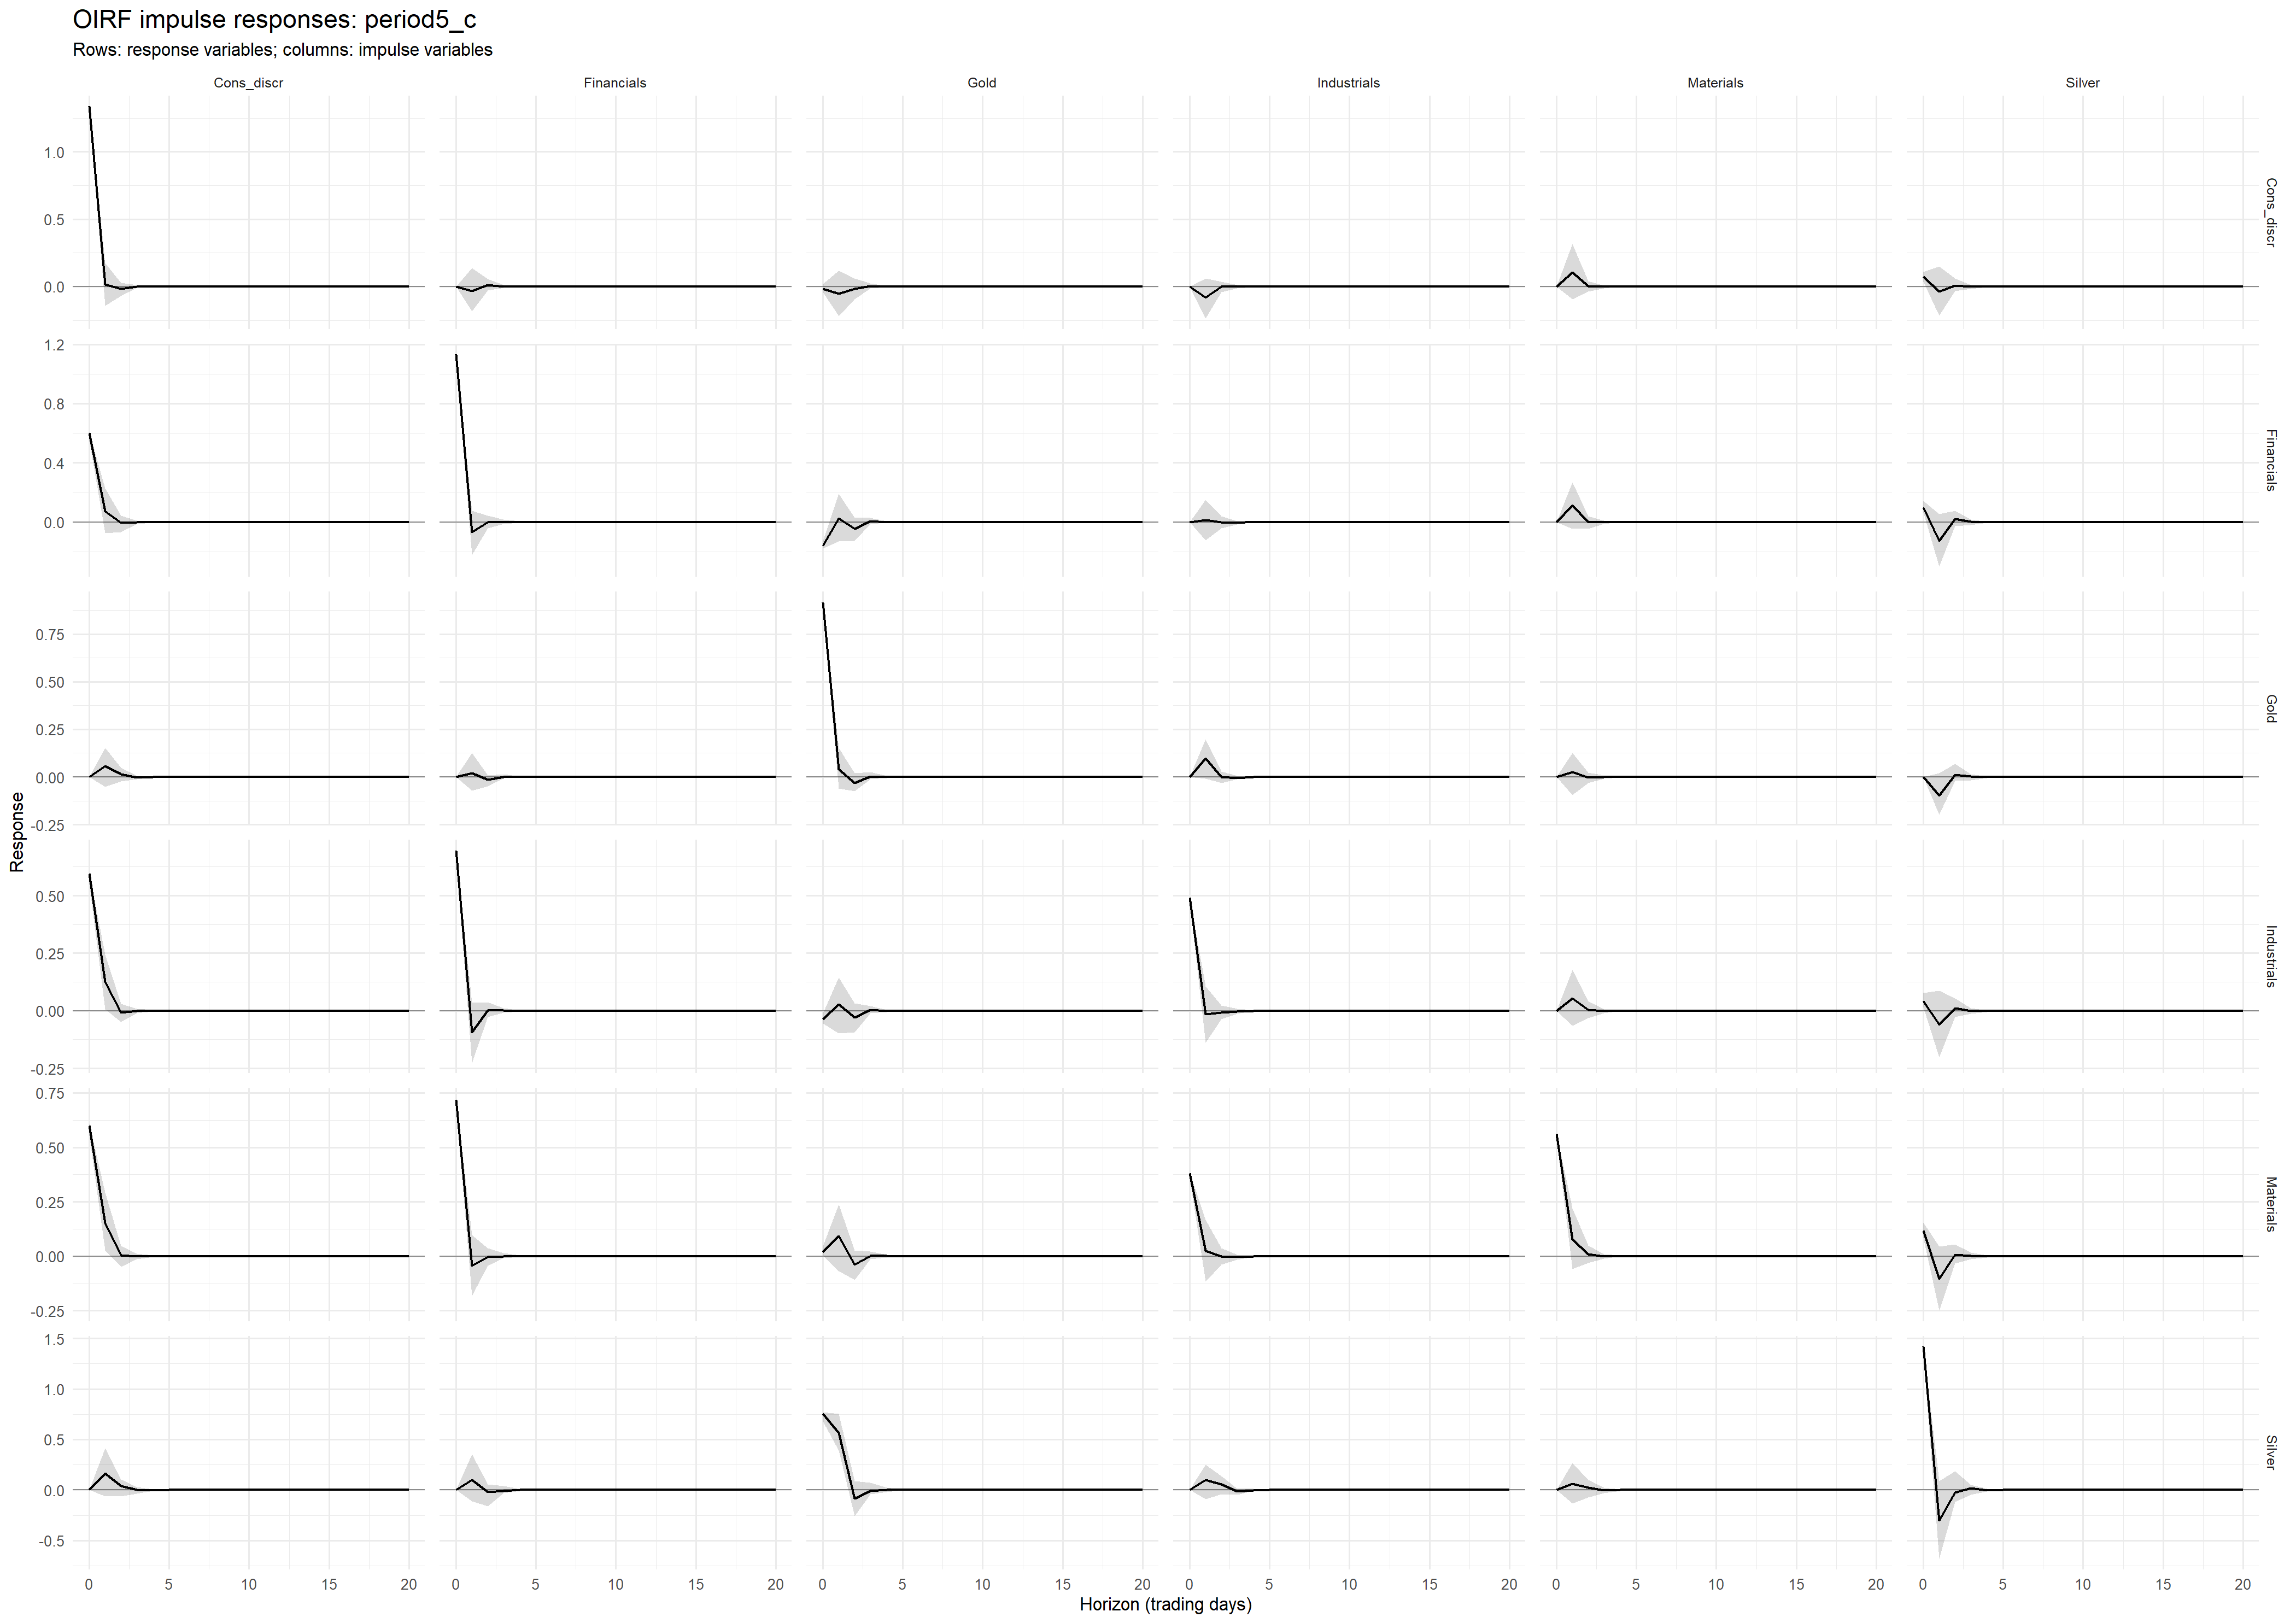 OIRF impulse responses: period5_c
Rows: response variables; columns: impulse variables
Cons_discr Financials Gold Industrials Materials Silver
1.0
0.5
0.0
Cons_discr
1.2
0.8
0.4
0.0
Financials
0.75
0.50
0.25
0.00
-0.25
Gold
Response
0.50
0.25
0.00
-0.25
Industrials
0.75
0.50
0.25
0.00
-0.25
Materials
1.5
1.0
0.5
0.0
-0.5
Silver
0 5 10 15 20 0 5 10 15 20 0 5 10 15 20 0 5 10 15 20 0 5 10 15 20 0 5 10 15 20
Horizon (trading days)